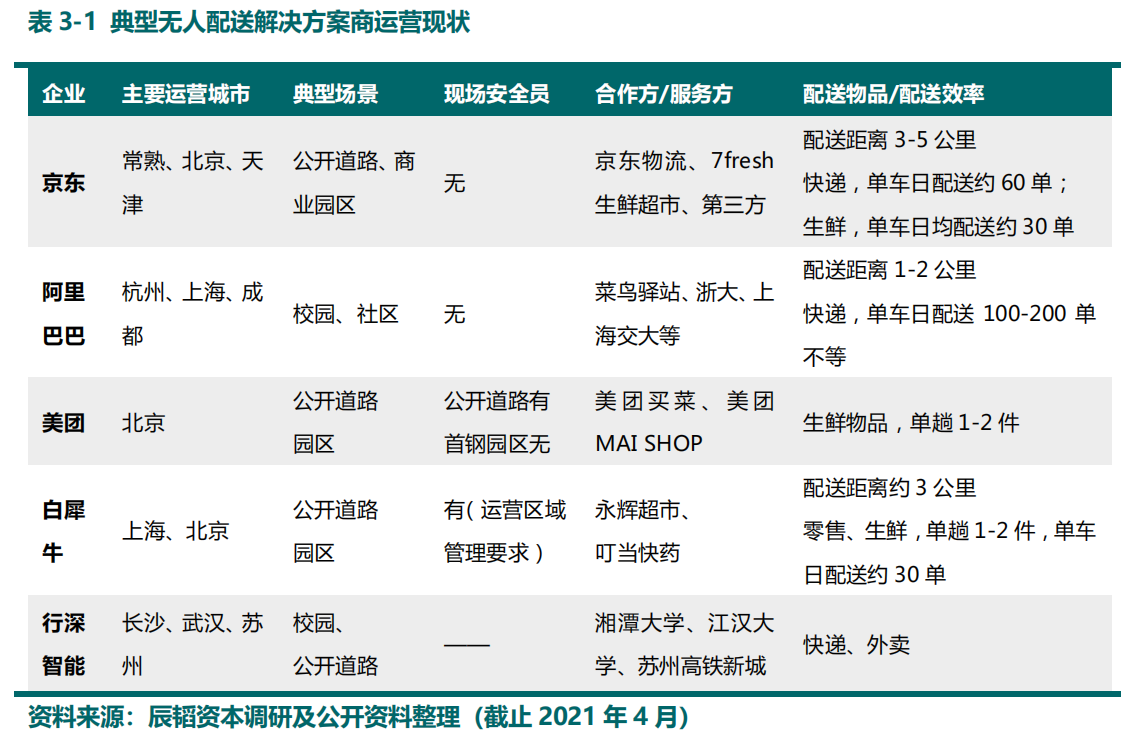 表 3-1 典型无人配送解决方案商运营现状
企业 主要运营城市 典型场景 现场安全员 合作方/服务方 配送物品/配送效率
京东
常熟、北京、天
津
公开道路、商
业园区
无
京东物流、7fresh
生鲜超市、第三方
配送距离 3-5 公里
快递，单车日配送约 60 单；
生鲜，单车日均配送约 30 单
阿里
巴巴
杭州、上海、成
都
校园、社区
无
菜鸟驿站、浙大、上
海交大等
配送距离 1-2 公里
快递，单车日配送 100-200 单
不等
美团
北京
公开道路
园区
公开道路有
首钢园区无
美团买菜、美团
MAI SHOP
生鲜物品，单趟 1-2 件
白犀
牛
上海、北京
公开道路
园区
有（运营区域
管理要求）
永辉超市、
叮当快药
配送距离约 3 公里
零售、生鲜，单趟 1-2 件，单车
日配送约 30 单
行深
智能
长沙、武汉、苏
州
校园、
公开道路
——
湘潭大学、江汉大
学、苏州高铁新城
快递、外卖
资料来源：辰韬资本调研及公开资料整理（截止 2021 年 4 月）